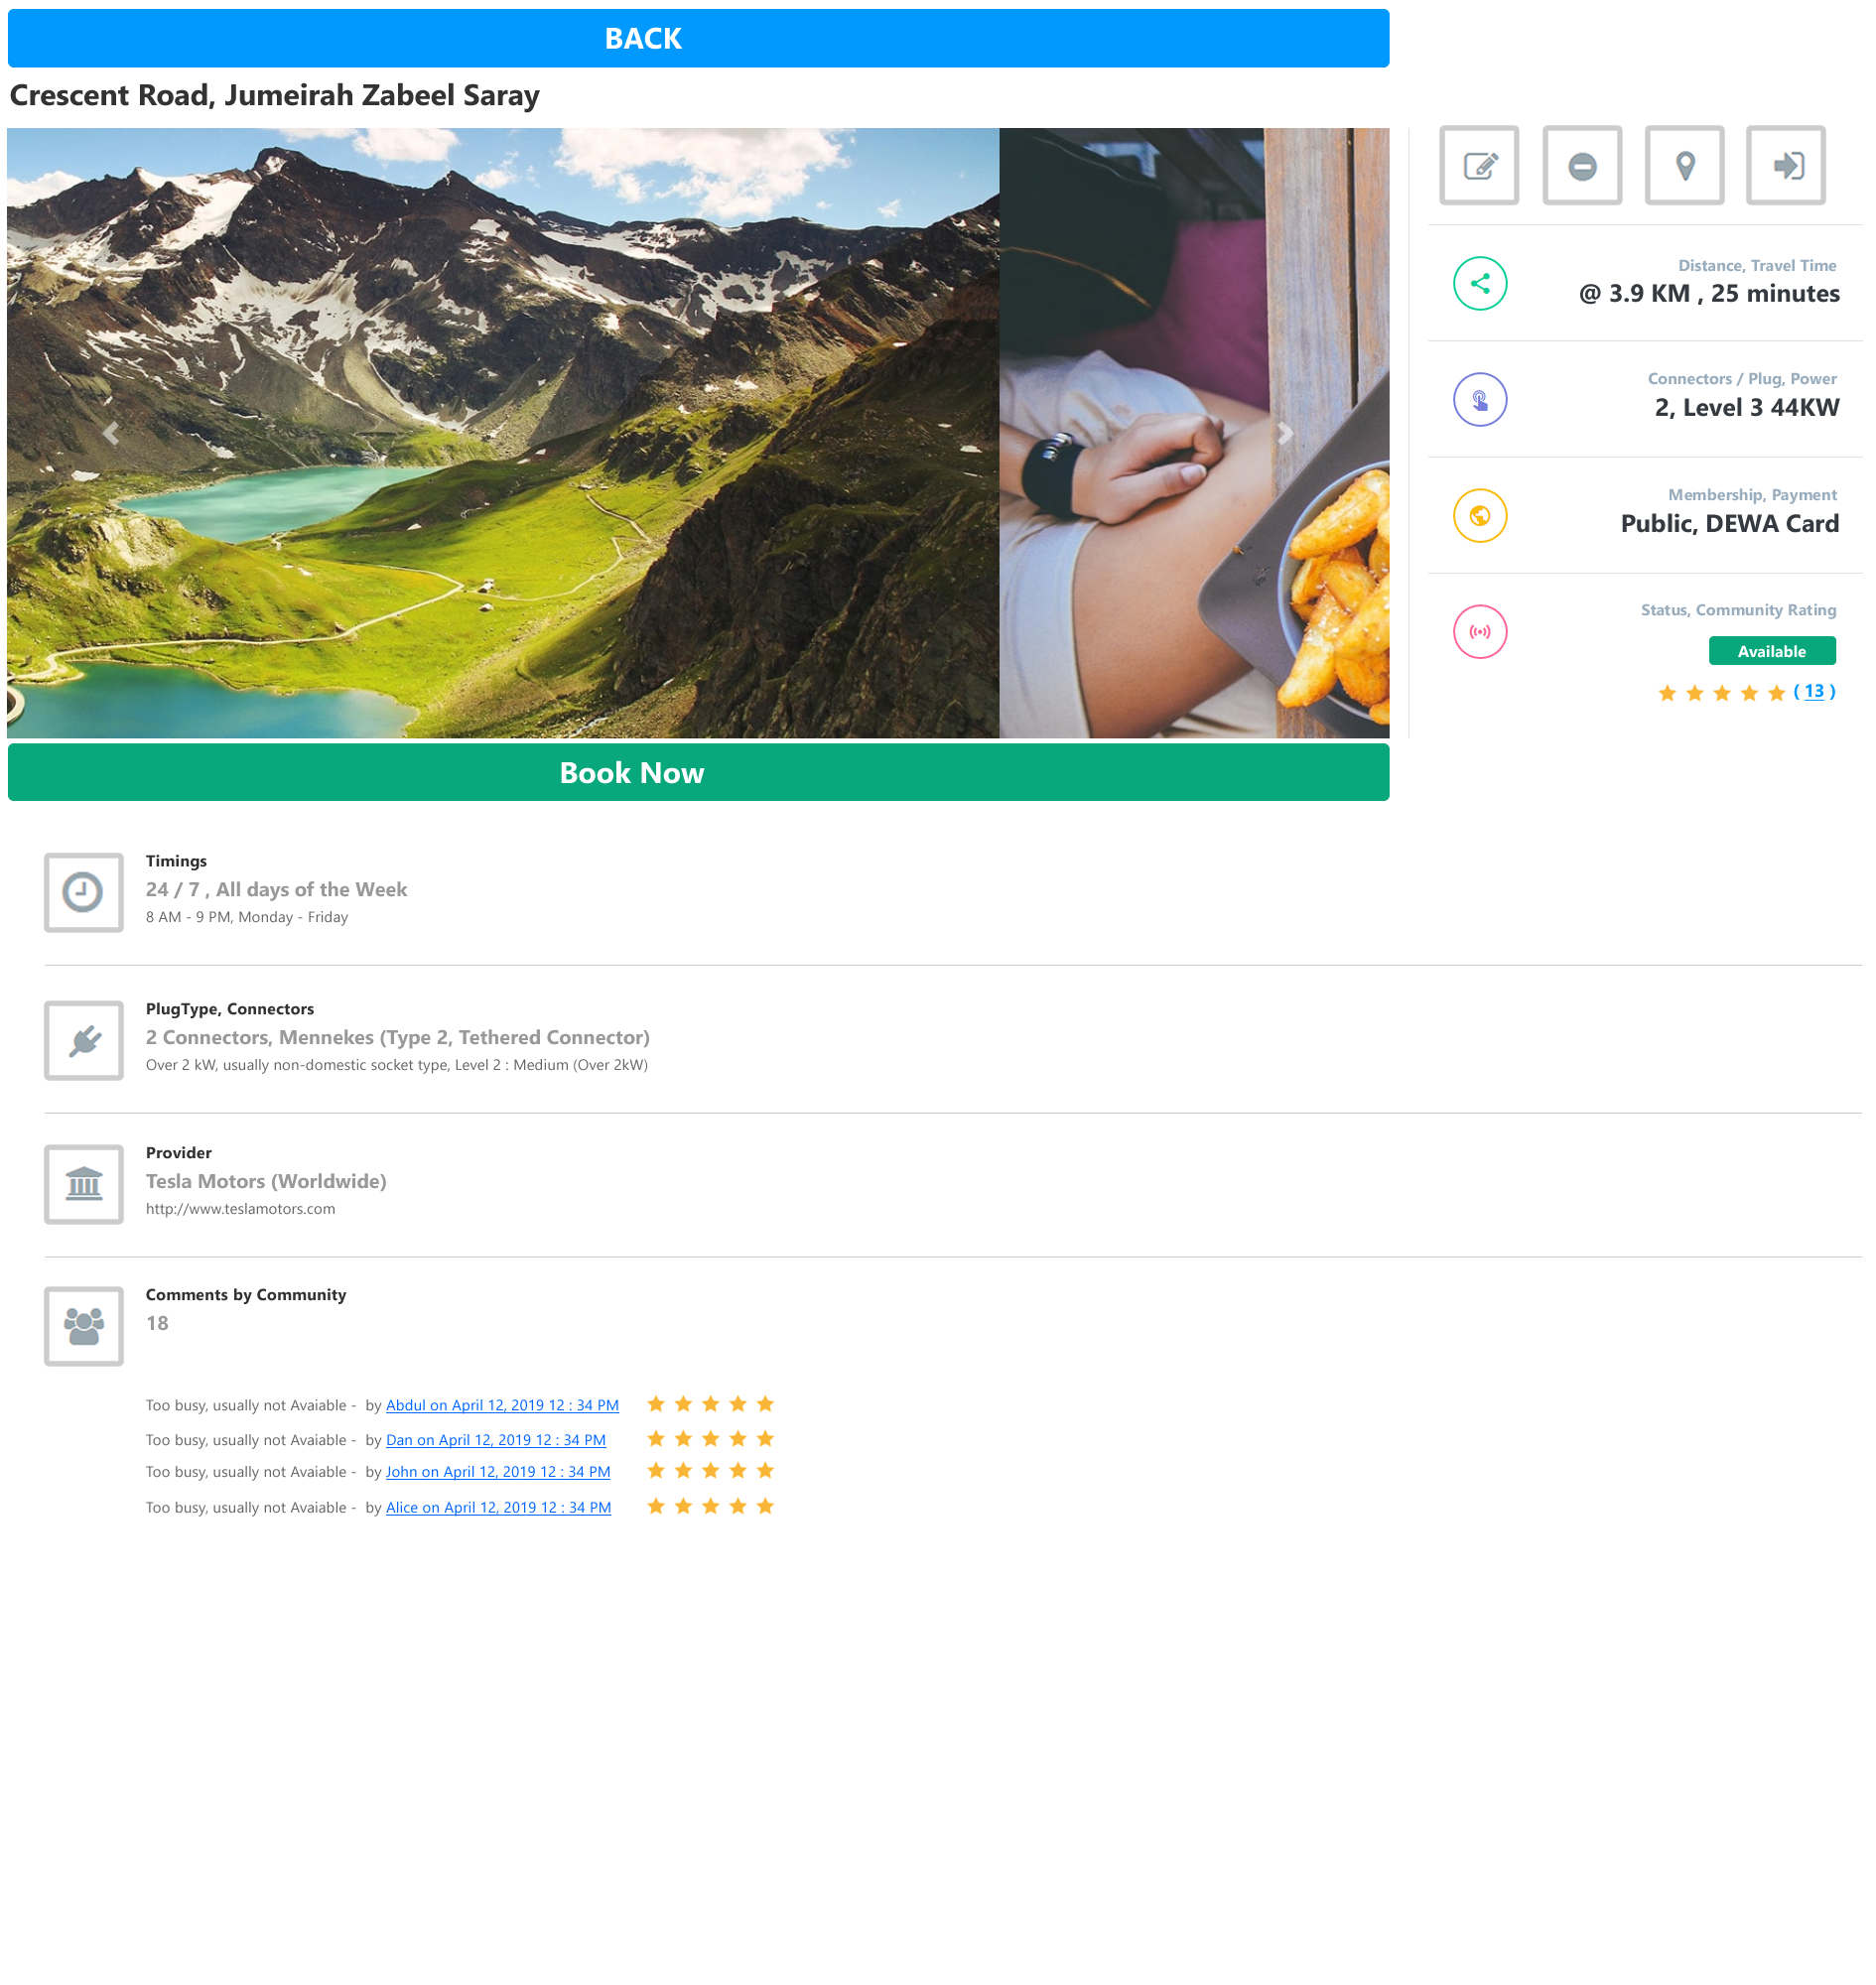 BACK
Crescent Road, Jumeirah Zabeel Saray
Distance, Travel Time
@ 3.9 KM , 25 minutes
Connectors / Plug, Power
2, Level 3 44KW
Membership, Payment
Public, DEWA Card
Status, Community Rating
Available
( 13 )
Book Now
Timings
24 / 7 , All days of the Week
8 AM - 9 PM, Monday - Friday
PlugType, Connectors
2 Connectors, Mennekes (Type 2, Tethered Connector)
Over 2 kW, usually non-domestic socket type, Level 2 : Medium (Over 2kW)
Provider
Tesla Motors (Worldwide)
http://www.teslamotors.com
Comments by Community
18
Too busy, usually not Avaiable -  by Abdul on April 12, 2019 12 : 34 PM
Too busy, usually not Avaiable -  by Dan on April 12, 2019 12 : 34 PM
Too busy, usually not Avaiable -  by John on April 12, 2019 12 : 34 PM
Too busy, usually not Avaiable -  by Alice on April 12, 2019 12 : 34 PM